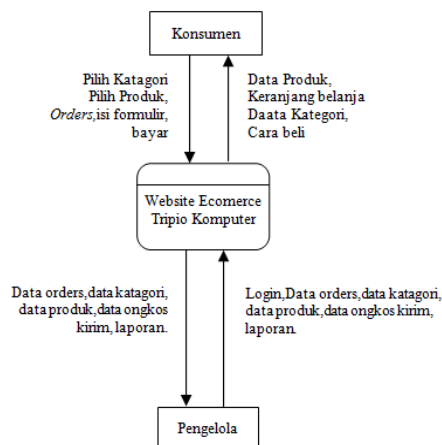 Konsumen
Pilih Katagori
Pilih Produk,
Orders,isi formulir,
bayar
Data Produk,
Keranjang belanja
Daata Kategori,
Cara beli
Website Ecomerce
Tripio Komputer
Data orders,data katagori,
data produk,data ongkos
kirim, laporan.
Login,Data orders,data katagori,
data produk,data ongkos kirim,
laporan.
Pengelola